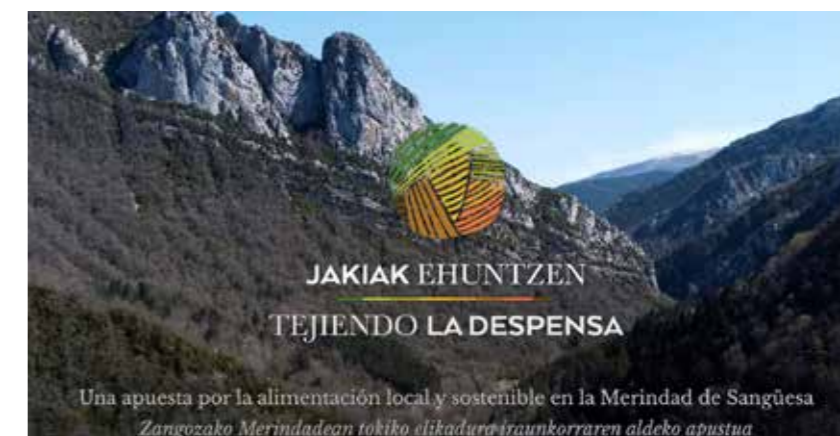 JAKIAK EHUNTZEN
TEJIENDO LA DESPENSA
Una apuesta por la alimentación local y sostenible en la Merindad de Sangüesa
Zangozako Merindadean tokiko elikadura iraunkorraren aldeko apustua